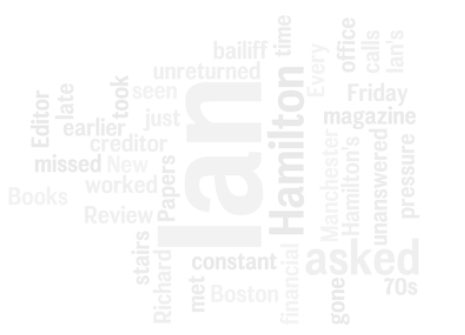 bailiff
time
unreturned
seen
took
Every
office
calls
Ian's
Editor
late
earlier
just
creditor
Friday
magazine
missed
New
worked
Papers
Ian
Hamilton
Manchester
Hamilton's
unanswered
pressure
Books
Review
stairs
Richard
constant
met
Boston
financial
asked
gone
70s